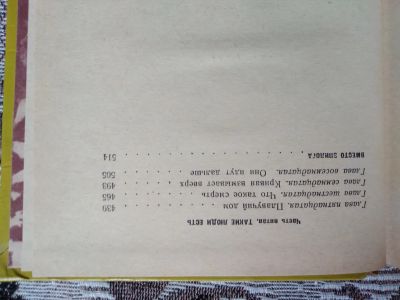 Часть пятая. ТАКИЕ ЛЮДИ ЕСТЬ
Глава пятнадцатая. Плавучий дом . . . . . . . . . . 439
Глава шестнадцатая. Что такое смерть . . . . . . . . 465
Глава семнадцатая. Кривая взмывает вверх . . . . . . 493
Глава восемнадцатая. Они идут дальше . . . . . . . . 505
ВМЕСТО ЭПИЛОГА . . . . . . . . . . 514